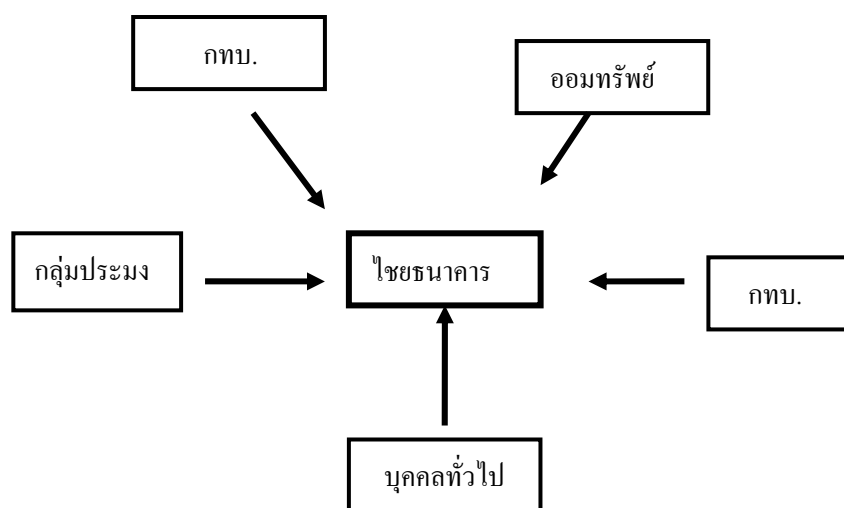 กทบ.
ออมทรัพย์
กลุ่มประมง
ไชยธนาคาร
กทบ.
บุคคลทั่วไป